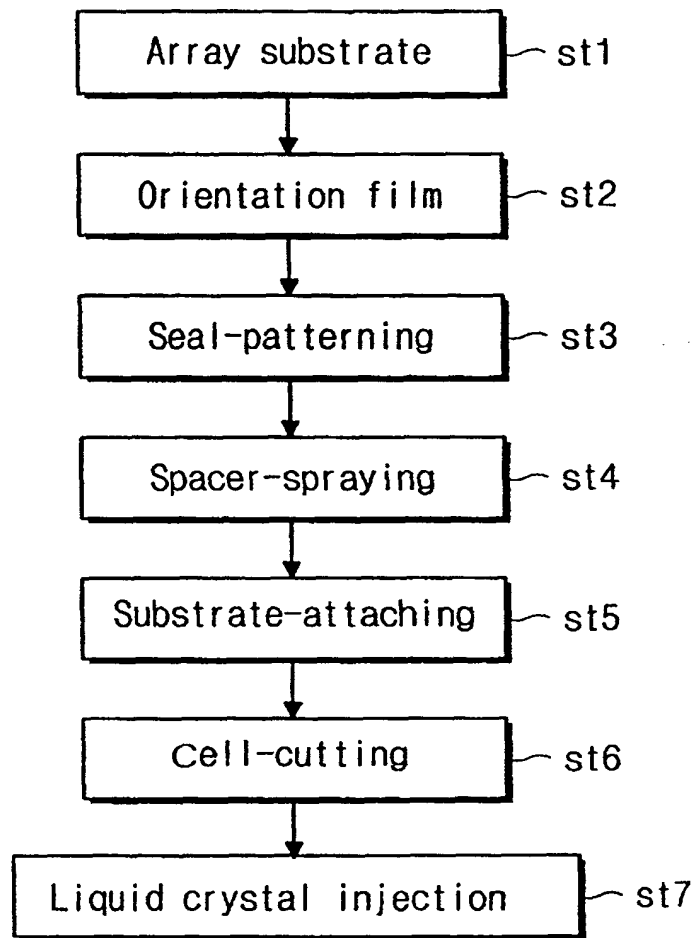 Array substrate st1
Orientation film st2
Seal-patterning st3
Spacer-spraying st4
Substrate-attaching st5
Cell-cutting st6
Liquid crystal injection st7